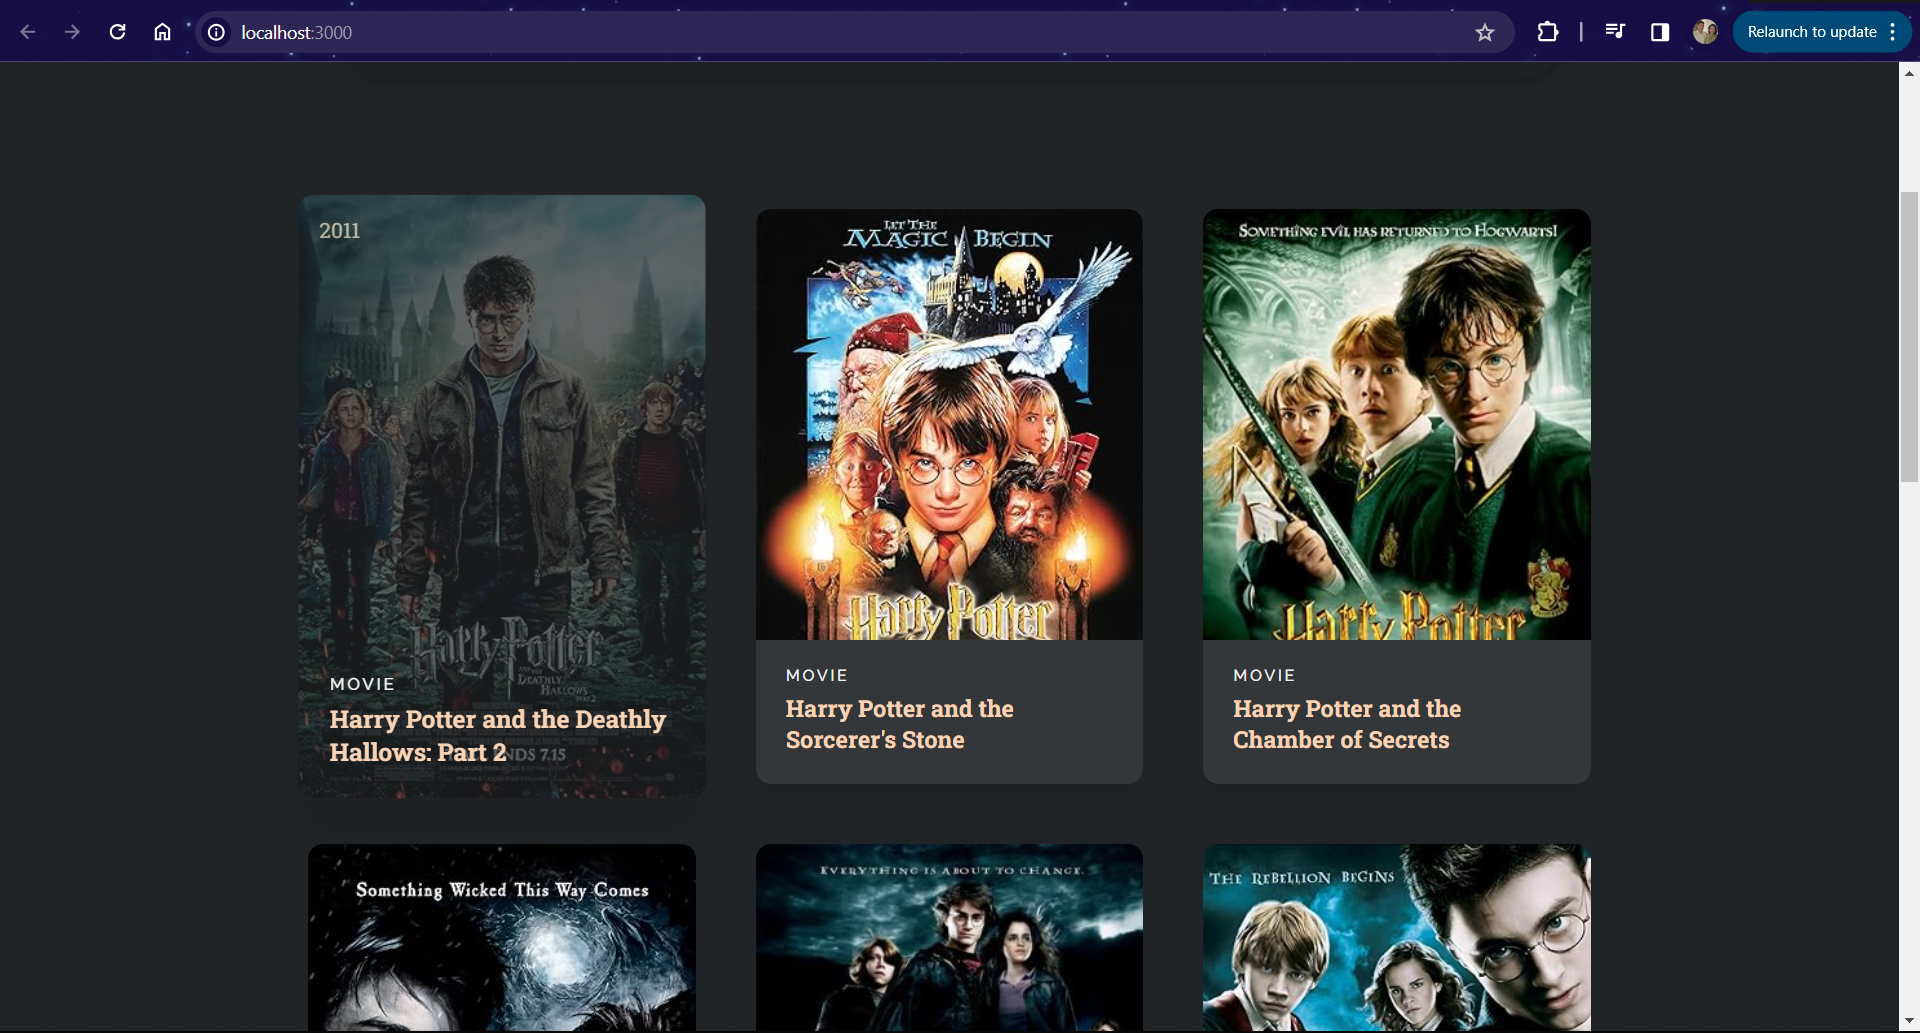 localhost:3000
Relaunch to update
2011
Harry Potter
AND THE
DEATHLY
HALLOWS
PART 2
MOVIE
Harry Potter and the Deathly
Hallows: Part 2
NDS 7.15
LET THE
MAGIC BEGIN
Harry Potter
MOVIE
Harry Potter and the
Sorcerer's Stone
SOMETHING EVIL HAS RETURNED TO HOGWARTS!
Harry Potter
MOVIE
Harry Potter and the
Chamber of Secrets
Something Wicked This Way Comes
EVERYTHING IS ABOUT TO CHANGE.
THE REBELLION BEGINS